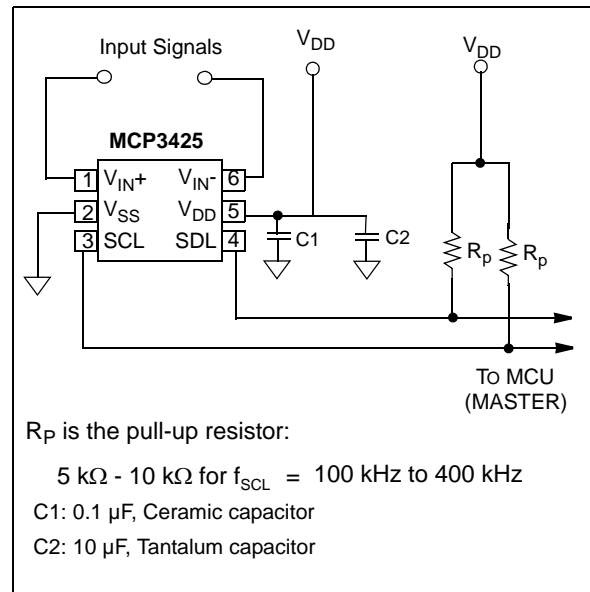 Input Signals
V_DD
V_DD
MCP3425
1 V_IN+ V_IN- 6
2 V_SS V_DD 5
3 SCL SDL 4
C1
C2
R_p
R_p
TO MCU
(MASTER)
R_P is the pull-up resistor:
5 kΩ - 10 kΩ for f_SCL = 100 kHz to 400 kHz
C1: 0.1 µF, Ceramic capacitor
C2: 10 µF, Tantalum capacitor